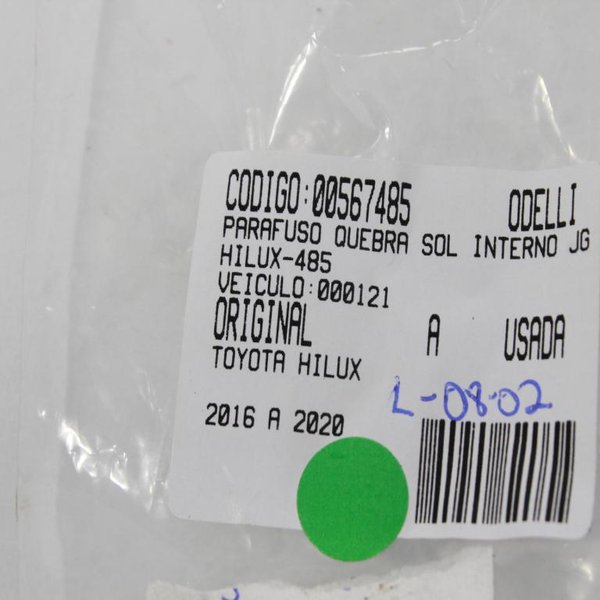 CODIGO:00567485 ODELLI
PARAFUSO QUEBRA SOL INTERNO JG
HILUX-485
VEICULO:000121
ORIGINAL A USADA
TOYOTA HILUX
L-08-02
2016 A 2020